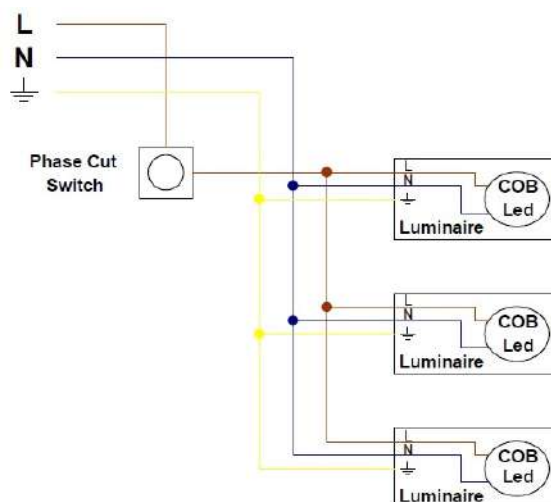 L
N
Phase Cut
Switch
L
N
COB
Led
Luminaire
L
N
COB
Led
Luminaire
L
N
COB
Led
Luminaire